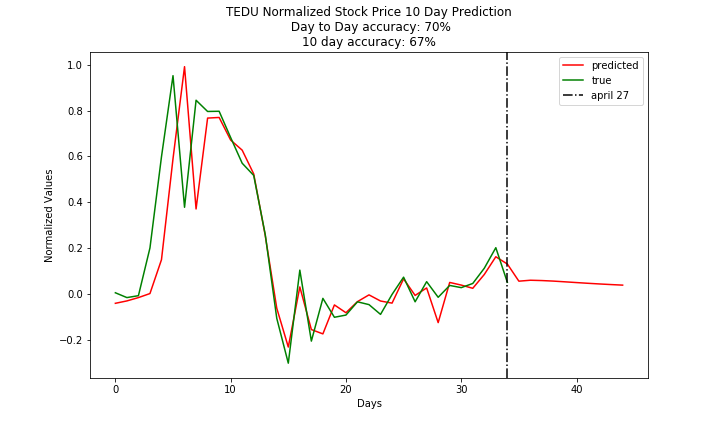 TEDU Normalized Stock Price 10 Day Prediction
Day to Day accuracy: 70%
10 day accuracy: 67%
predicted
true
april 27
Normalized Values
1.0
0.8
0.6
0.4
0.2
0.0
−0.2
0
10
20
30
40
Days